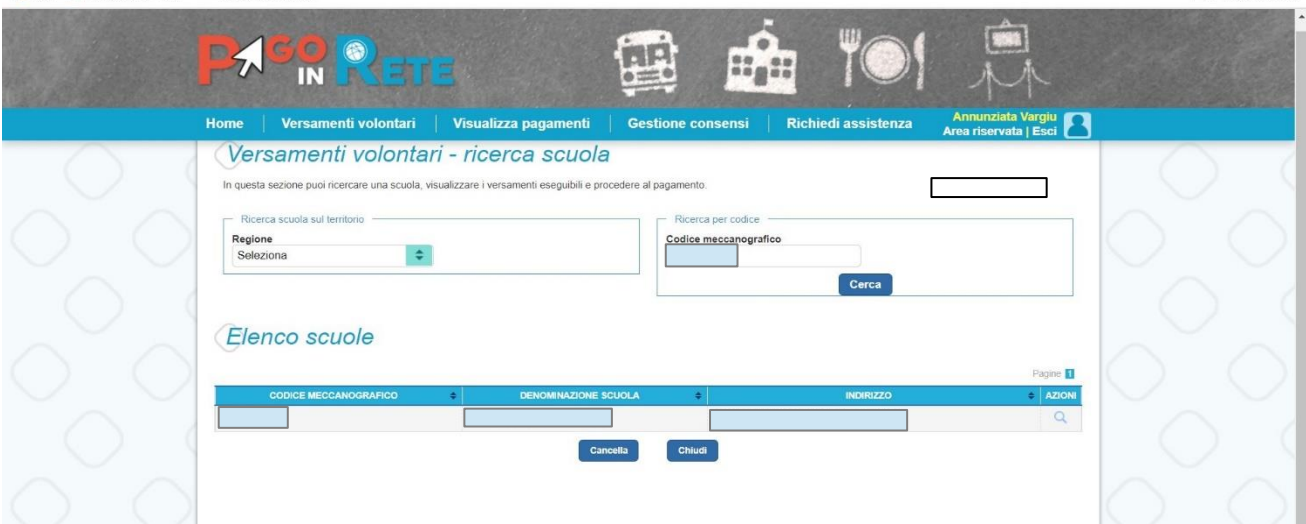 PAGO IN RETE
Home | Versamenti volontari | Visualizza pagamenti | Gestione consensi | Richiedi assistenza
Annunziata Vargiu
Area riservata | Esci
Versamenti volontari - ricerca scuola
In questa sezione puoi ricercare una scuola, visualizzare i versamenti eseguibili e procedere al pagamento.
Ricerca scuola sul territorio
Regione
Seleziona
Ricerca per codice
Codice meccanografico
Cerca
Elenco scuole
Pagine 1
CODICE MECCANOGRAFICO DENOMINAZIONE SCUOLA INDIRIZZO AZIONI
Cancella Chiudi